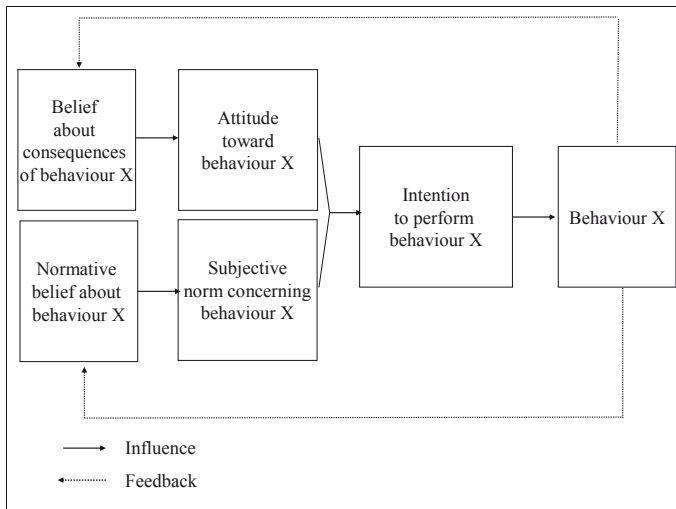 Belief
about
consequences
of behaviour X
Attitude
toward
behaviour X
Intention
to perform
behaviour X
Behaviour X
Normative
belief about
behaviour X
Subjective
norm concerning
behaviour X
Influence
Feedback